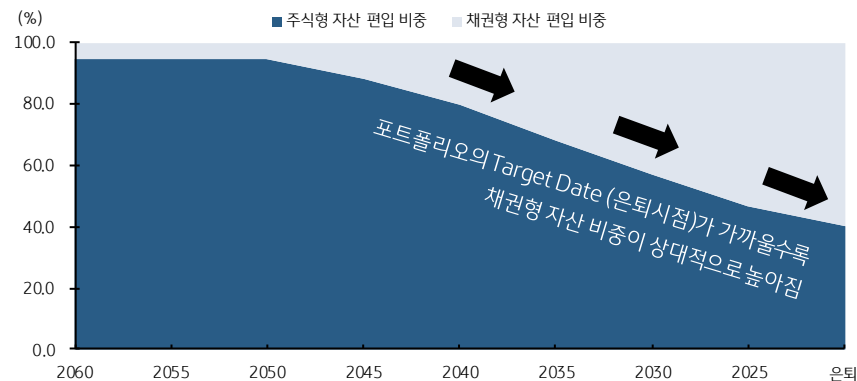 (%)
주식형 자산 편입 비중
채권형 자산 편입 비중
100.0
80.0
60.0
40.0
20.0
0.0
포트폴리오의 Target Date (은퇴시점)가 가까울수록
채권형 자산 비중이 상대적으로 높아짐
2060 2055 2050 2045 2040 2035 2030 2025 은퇴